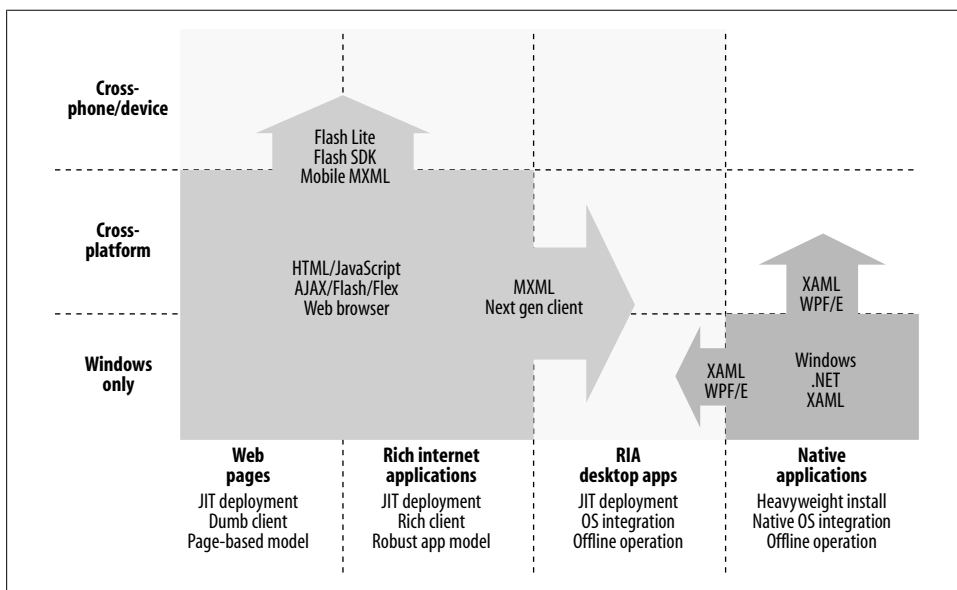 Cross-
phone/device
Flash Lite
Flash SDK
Mobile MXML
Cross-
platform
HTML/JavaScript
AJAX/Flash/Flex
Web browser
MXML
Next gen client
XAML
WPF/E
Windows
only
XAML
WPF/E
Windows
.NET
XAML
Web
pages
JIT deployment
Dumb client
Page-based model
Rich internet
applications
JIT deployment
Rich client
Robust app model
RIA
desktop apps
JIT deployment
OS integration
Offline operation
Native
applications
Heavyweight install
Native OS integration
Offline operation